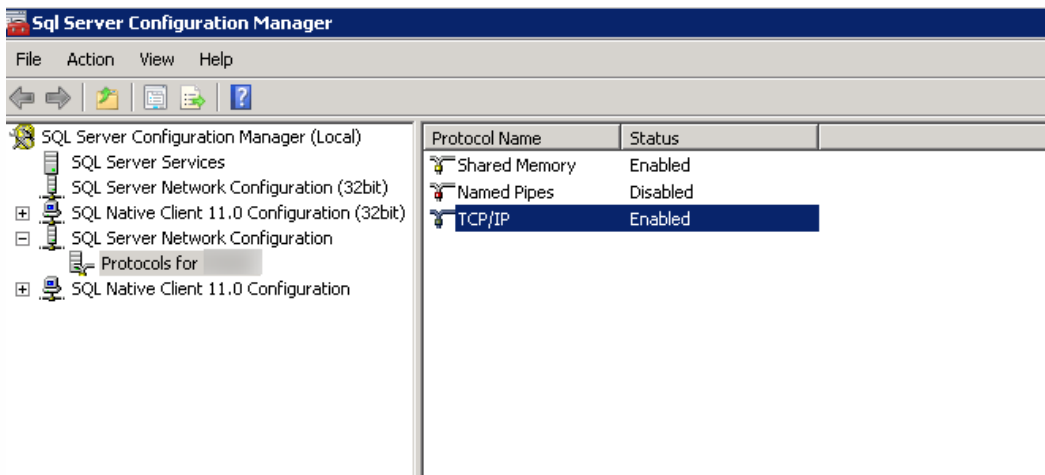 Sql Server Configuration Manager
File Action View Help
SQL Server Configuration Manager (Local)
SQL Server Services
SQL Server Network Configuration (32bit)
SQL Native Client 11.0 Configuration (32bit)
SQL Server Network Configuration
Protocols for
SQL Native Client 11.0 Configuration
Protocol Name Status
Shared Memory Enabled
Named Pipes Disabled
TCP/IP Enabled